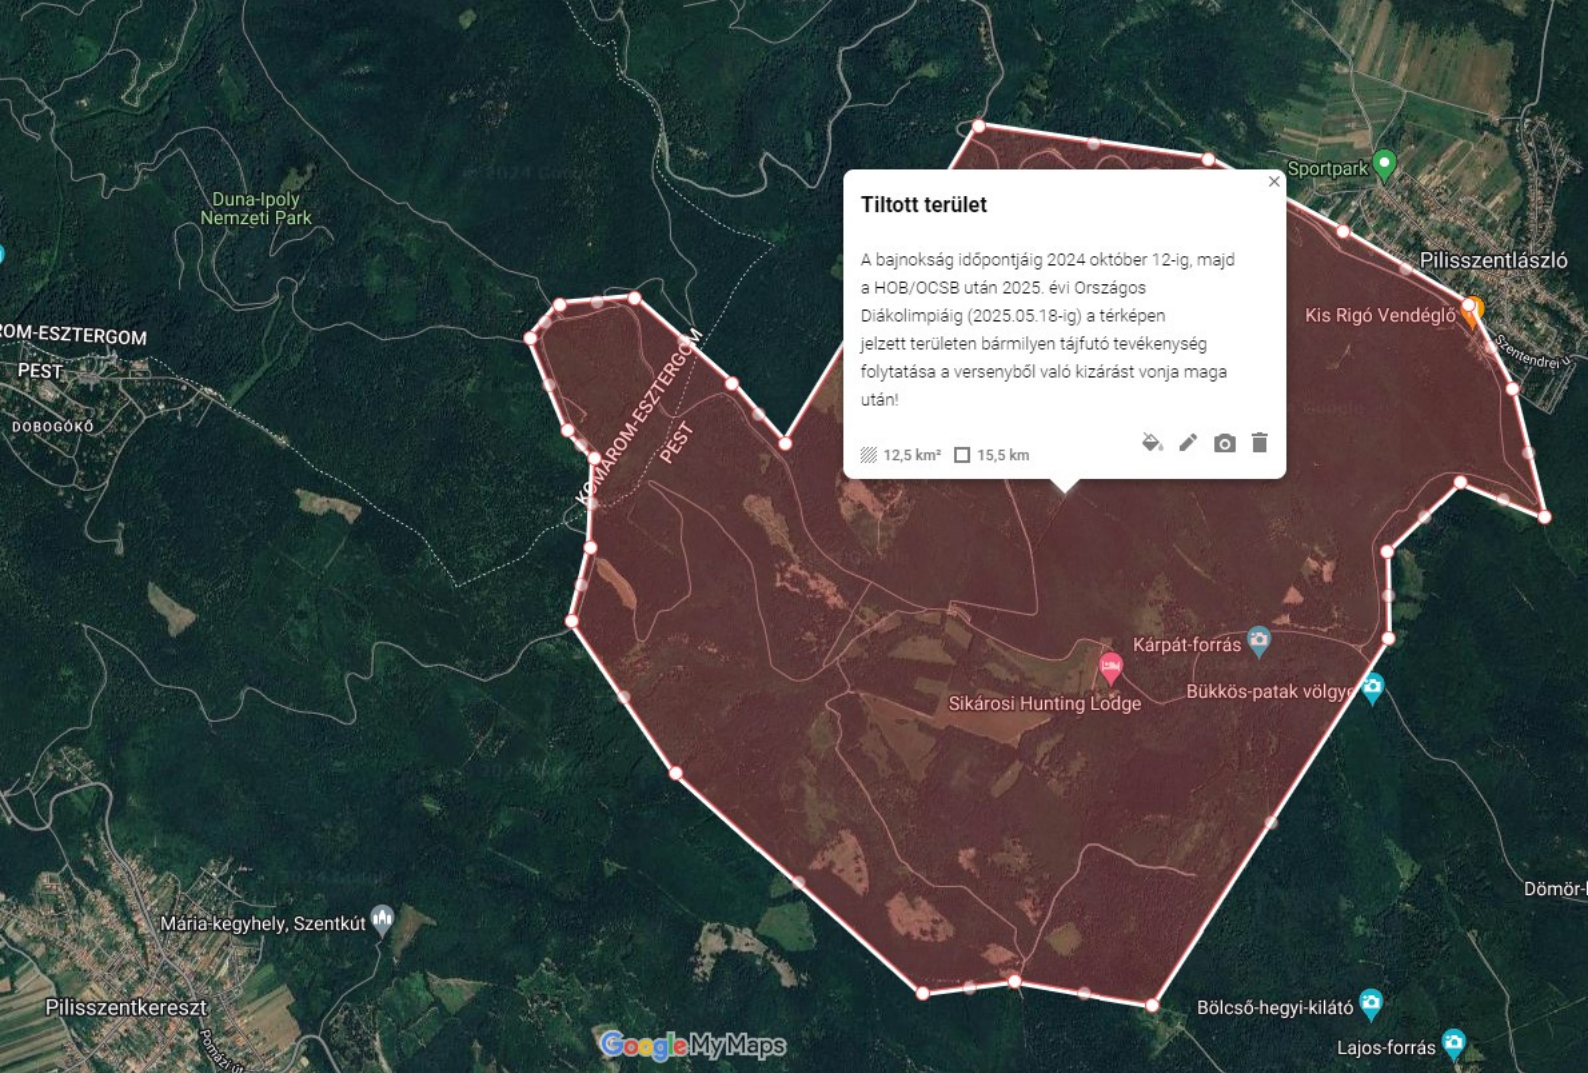 Duna-Ipoly
Nemzeti Park
ROM-ESZTERGOM
PEST
DOBOGÓKŐ
KOMÁROM-ESZTERGOM
PEST
Tiltott terület
A bajnokság időpontjáig 2024 október 12-ig, majd
a HOB/OCSB után 2025. évi Országos
Diákolimpiáig (2025.05.18-ig) a térképen
jelzett területen bármilyen tájfutó tevékenység
folytatása a versenyből való kizárást vonja maga
után!
12,5 km²
15,5 km
Sportpark
Pilisszentlászló
Kis Rigó Vendéglő
Szentendrei u.
Kárpát-forrás
Bükkös-patak völgye
Sikárosi Hunting Lodge
Dömör-
Mária-kegyhely, Szentkút
Pilisszentkereszt
Pomázi út
Bölcső-hegyi-kilátó
Lajos-forrás
Google My Maps